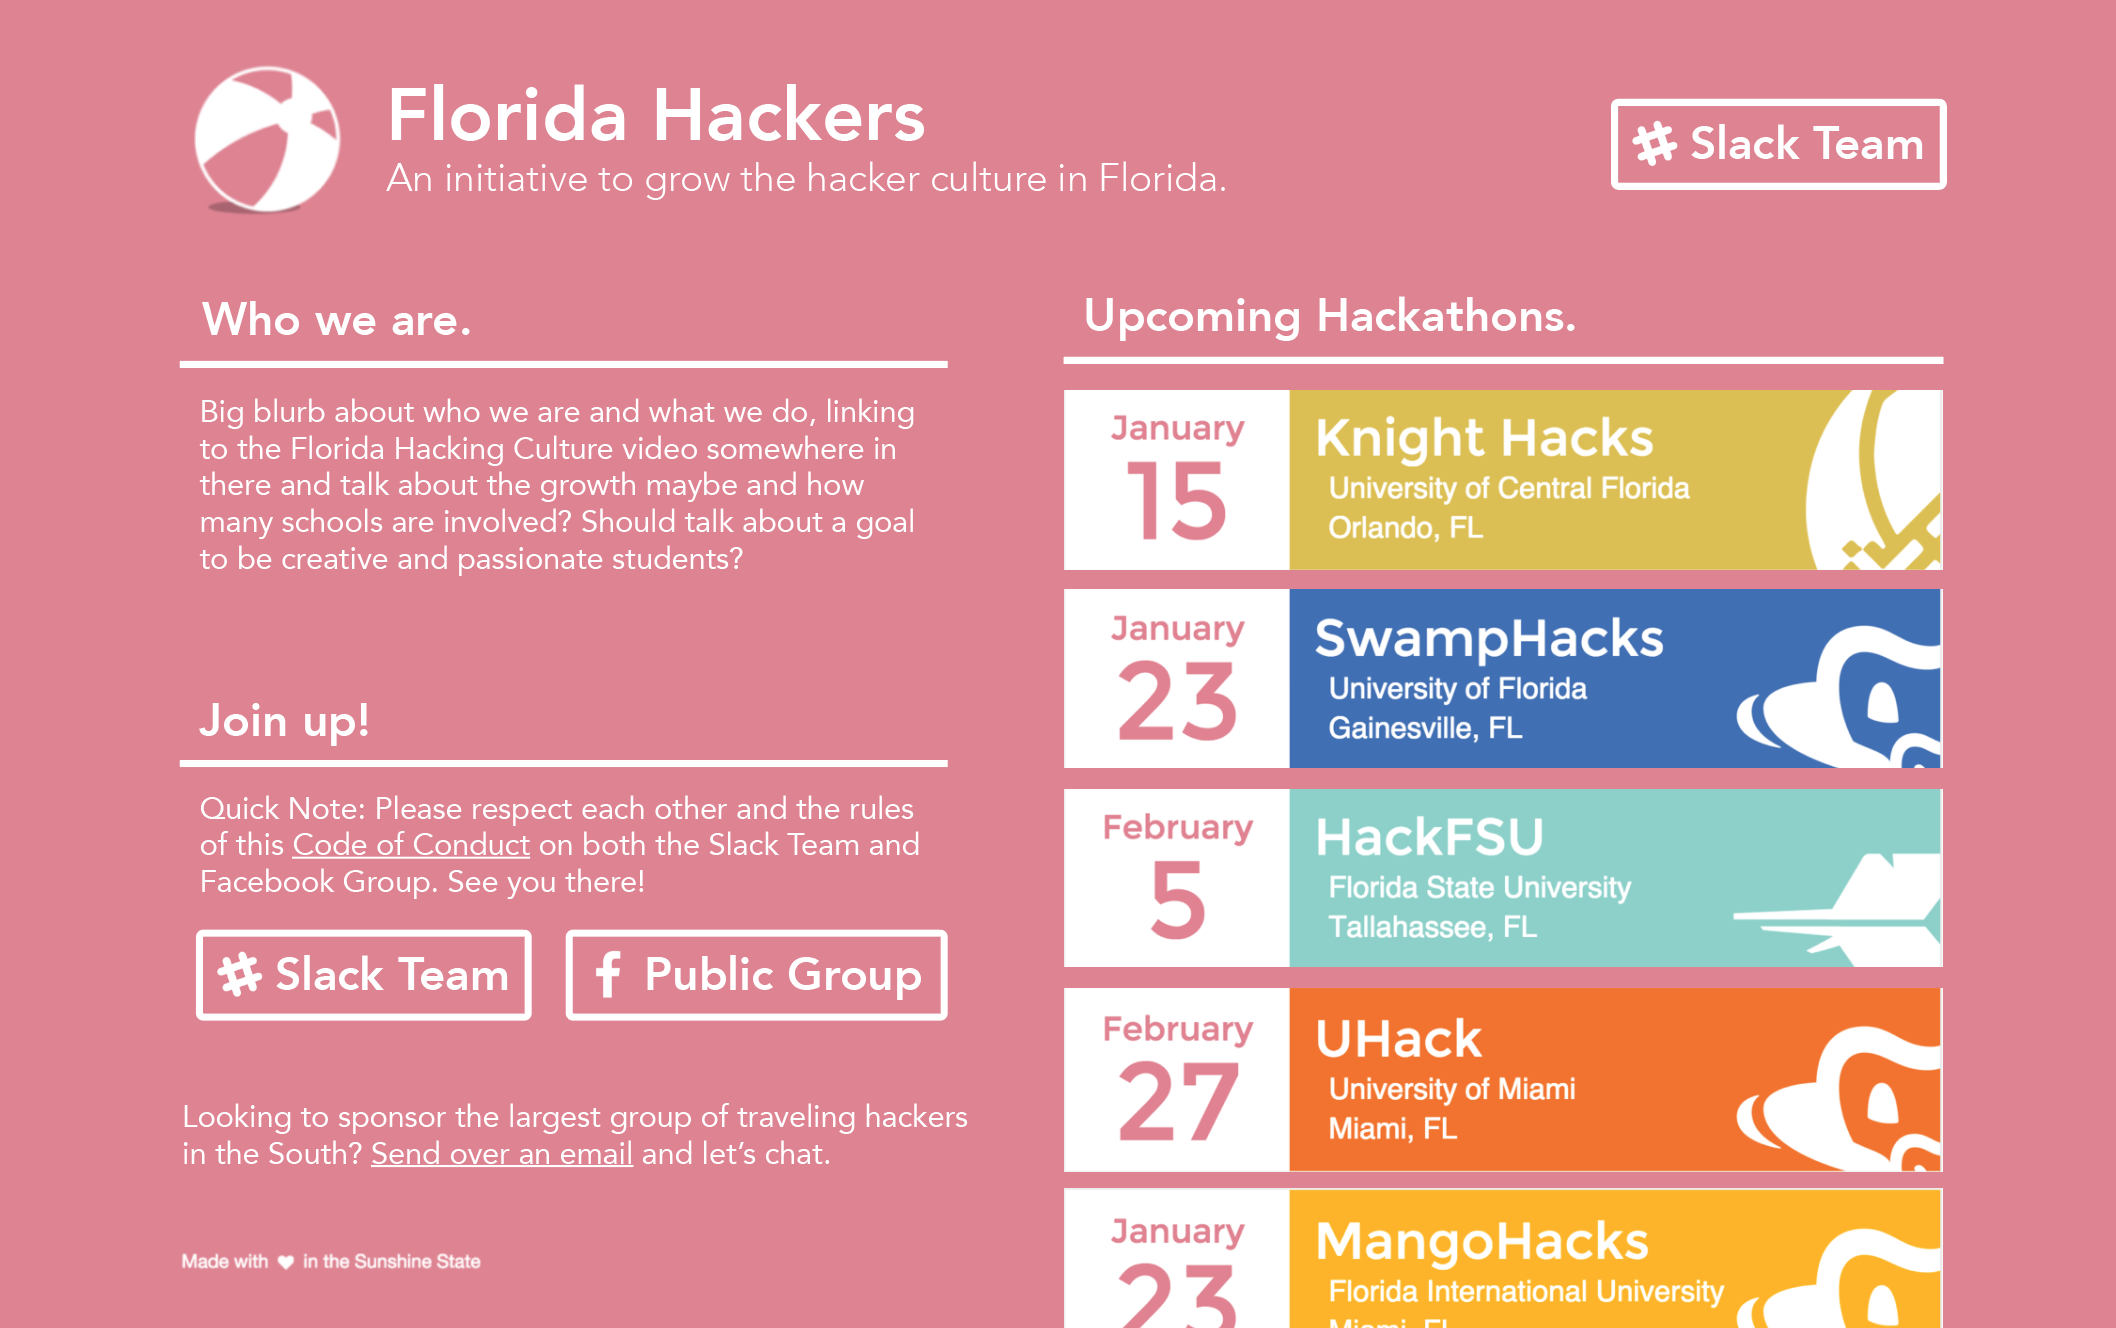 Florida Hackers
An initiative to grow the hacker culture in Florida.
Slack Team
Who we are.
Big blurb about who we are and what we do, linking
to the Florida Hacking Culture video somewhere in
there and talk about the growth maybe and how
many schools are involved? Should talk about a goal
to be creative and passionate students?
Join up!
Quick Note: Please respect each other and the rules
of this Code of Conduct on both the Slack Team and
Facebook Group. See you there!
Slack Team
Public Group
Looking to sponsor the largest group of traveling hackers
in the South? Send over an email and let’s chat.
Made with ♥ in the Sunshine State
Upcoming Hackathons.
January
15
Knight Hacks
University of Central Florida
Orlando, FL
January
23
SwampHacks
University of Florida
Gainesville, FL
February
5
HackFSU
Florida State University
Tallahassee, FL
February
27
UHack
University of Miami
Miami, FL
January
23
MangoHacks
Florida International University
Miami, FL